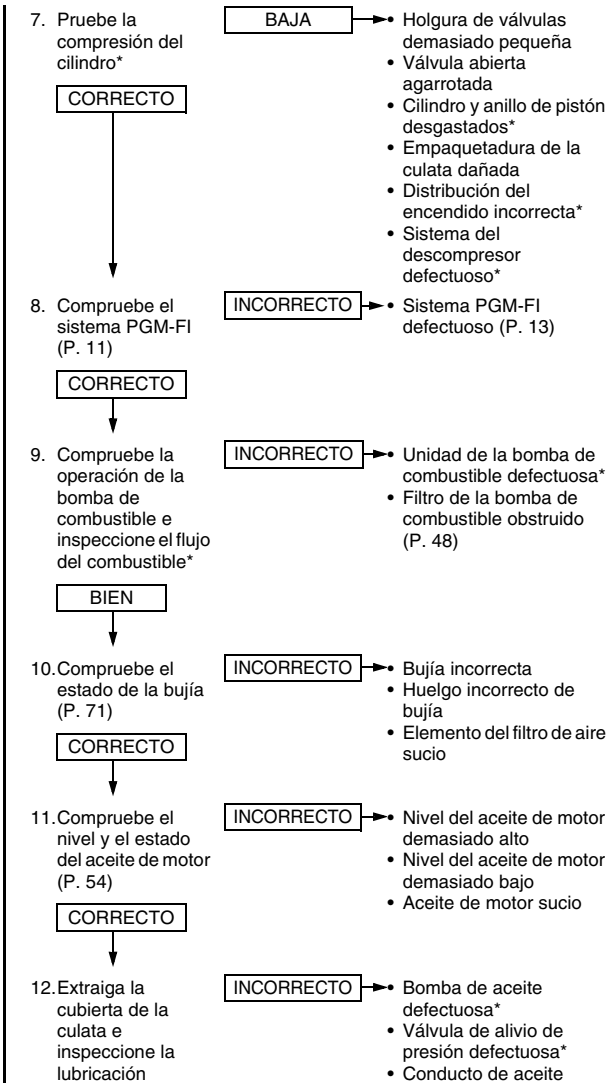 7. Pruebe la
compresión del
cilindro*
BAJA
• Holgura de válvulas
demasiado pequeña
• Válvula abierta
agarrotada
• Cilindro y anillo de pistón
desgastados*
• Empaquetadura de la
culata dañada
• Distribución del
encendido incorrecta*
• Sistema del
descompresor
defectuoso*
CORRECTO
8. Compruebe el
sistema PGM-FI
(P. 11)
INCORRECTO
• Sistema PGM-FI
defectuoso (P. 13)
CORRECTO
9. Compruebe la
operación de la
bomba de
combustible e
inspeccione el flujo
del combustible*
INCORRECTO
• Unidad de la bomba de
combustible defectuosa*
• Filtro de la bomba de
combustible obstruido
(P. 48)
BIEN
10.Compruebe el
estado de la bujía
(P. 71)
INCORRECTO
• Bujía incorrecta
• Huelgo incorrecto de
bujía
• Elemento del filtro de aire
sucio
CORRECTO
11.Compruebe el
nivel y el estado
del aceite de motor
(P. 54)
INCORRECTO
• Nivel del aceite de motor
demasiado alto
• Nivel del aceite de motor
demasiado bajo
• Aceite de motor sucio
CORRECTO
12.Extraiga la
cubierta de la
culata e
inspeccione la
lubricación
INCORRECTO
• Bomba de aceite
defectuosa*
• Válvula de alivio de
presión defectuosa*
• Conducto de aceite